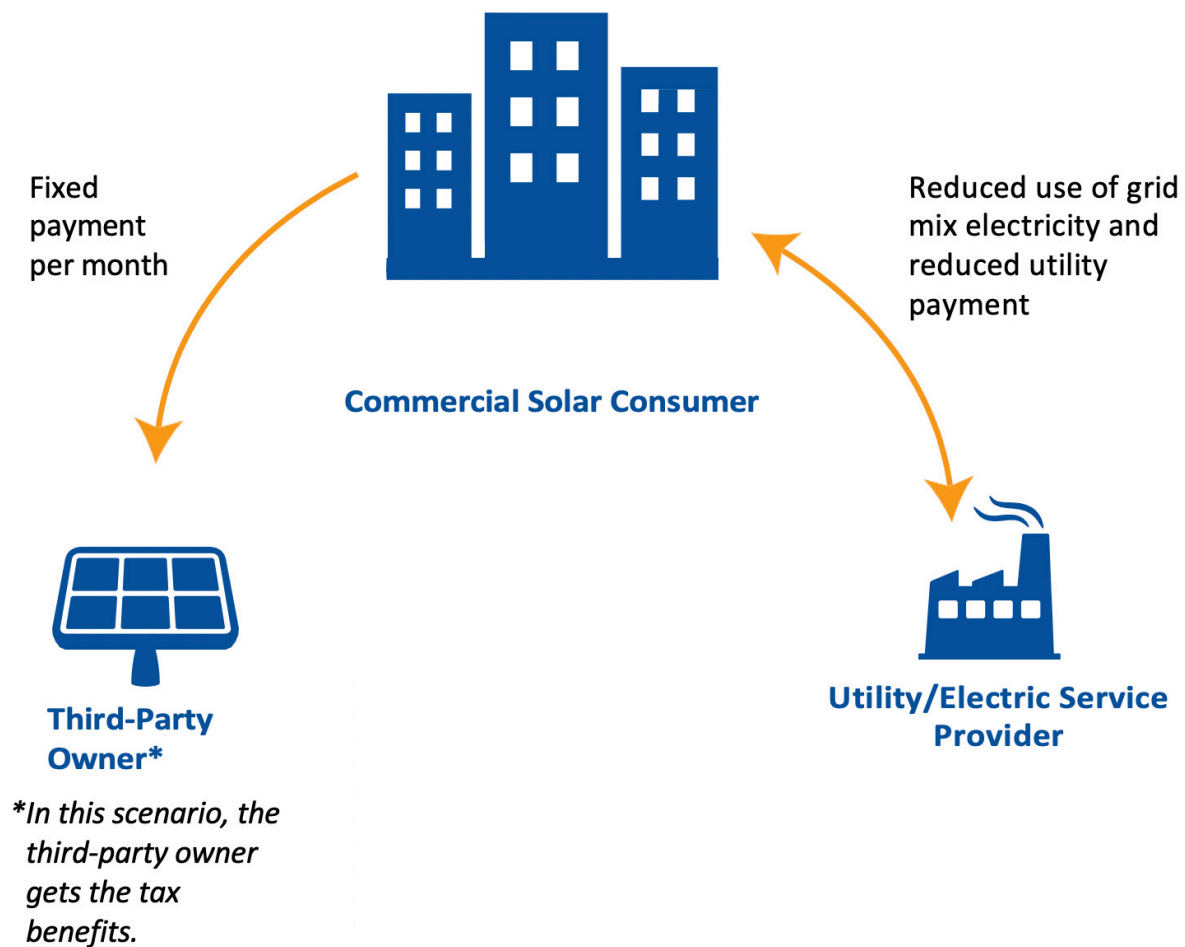 Fixed
payment
per month
Reduced use of grid
mix electricity and
reduced utility
payment
Commercial Solar Consumer
Third-Party
Owner*
*In this scenario, the
third-party owner
gets the tax
benefits.
Utility/Electric Service
Provider